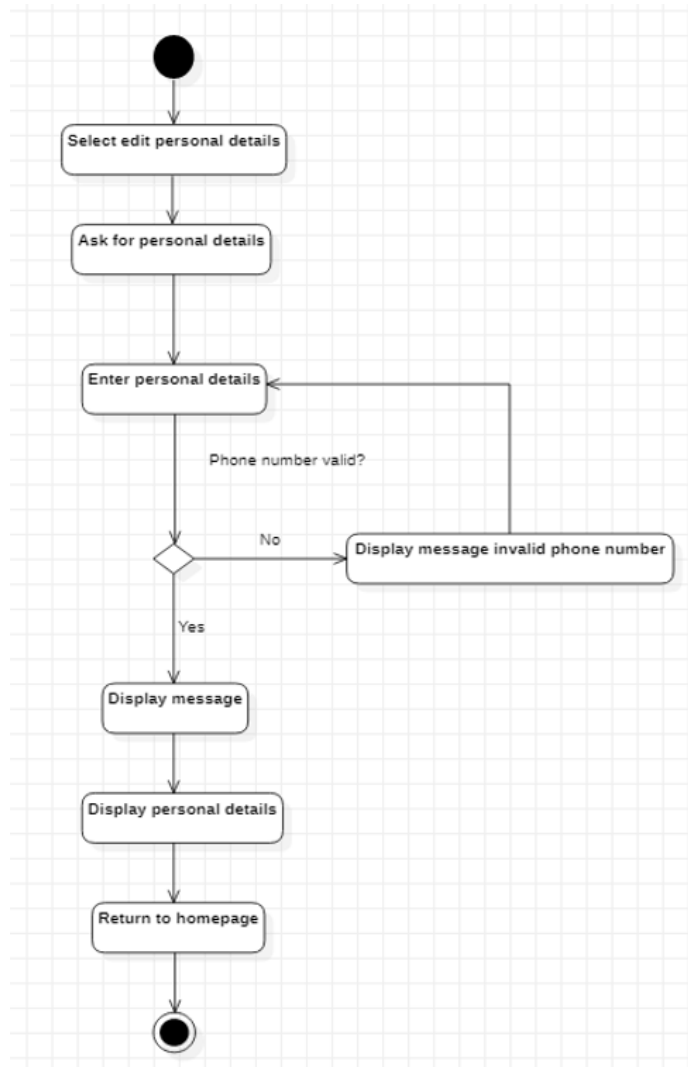 Select edit personal details
Ask for personal details
Enter personal details
Phone number valid?
No
Display message invalid phone number
Yes
Display message
Display personal details
Return to homepage